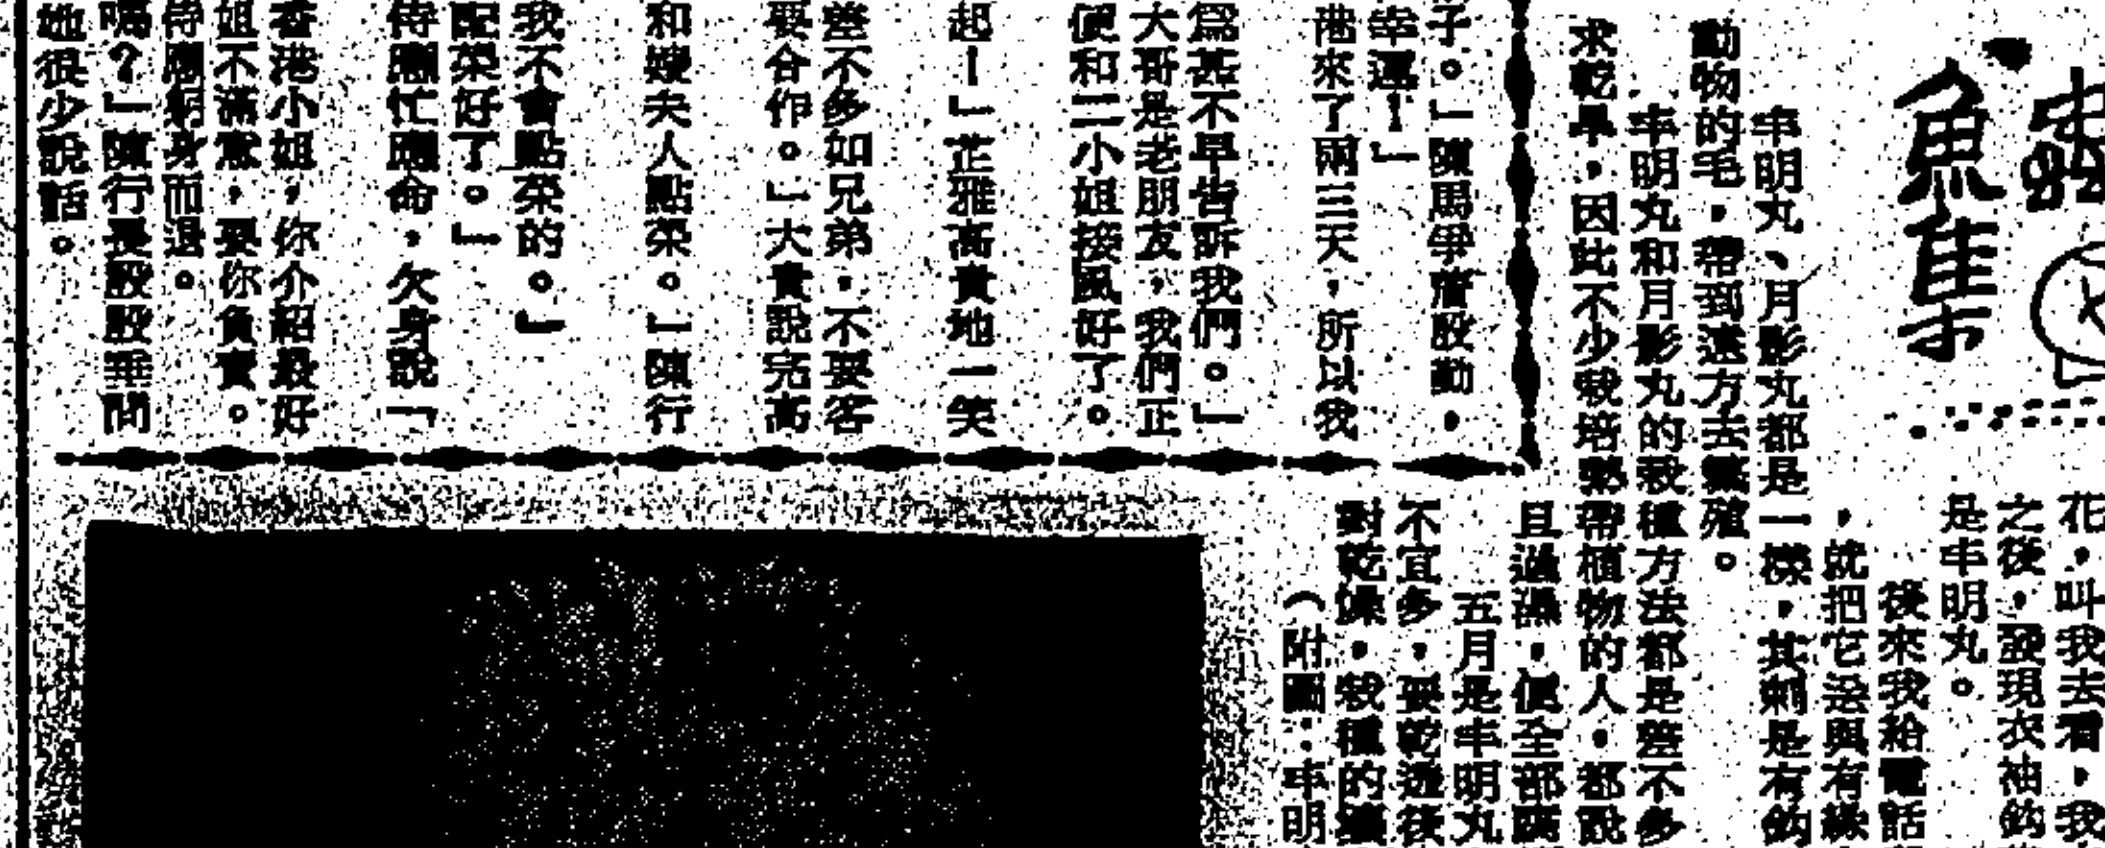 蟲
魚集
花，叫我去看，我
之後，發現衣袖鈎
是串明丸。
後來我給電話
，就把它送與有緣
串明丸、月影丸都是一樣，其刺是有鈎
動物的毛，帶到遠方去繁殖。
串明丸和月影丸的栽種方法都是差不多
求乾旱，因此不少栽培熱帶植物的人，都說
且過濕，便全部
五月是串明丸
不宜多，要乾透後
對乾燥，栽種的
（附圖：串明
子。」陳馬爭着殷勤，
幸運！」
港來了兩三天，所以我
爲甚不早告訴我們。」
大哥是老朋友，我們正
便和二小姐接風好了。
起！」芷雅高貴地一笑
差不多如兄弟，不要客
要合作。」大貴說完高
和嫂夫人點菜。」陳行
我不會點菜的。」
配菜好了。」
侍應忙應命，欠身說「
香港小姐，你介紹最好
姐不滿意，要你負責。
侍應躬身而退。
嗎？」陳行長殷殷垂問
她很少說話。